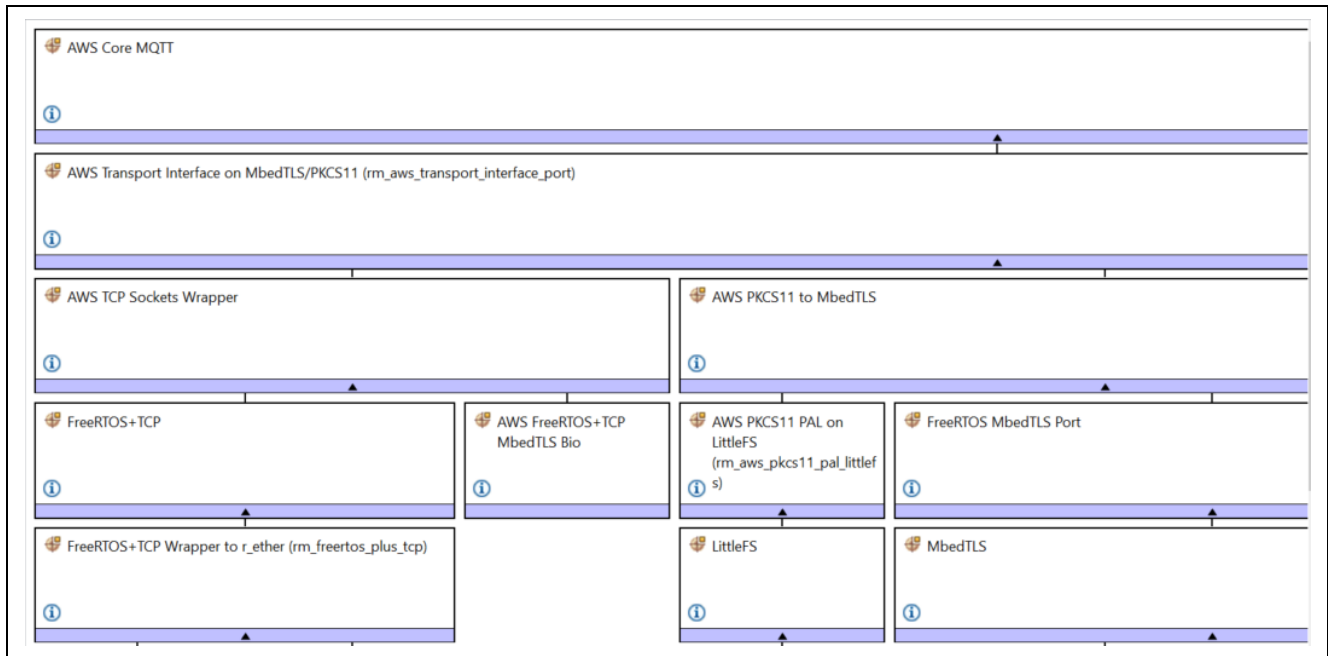 AWS Core MQTT
AWS Transport Interface on MbedTLS/PKCS11 (rm_aws_transport_interface_port)
AWS TCP Sockets Wrapper
AWS PKCS11 to MbedTLS
FreeRTOS+TCP
AWS FreeRTOS+TCP
MbedTLS Bio
AWS PKCS11 PAL on
LittleFS
(rm_aws_pkcs11_pal_littlef
s)
FreeRTOS MbedTLS Port
FreeRTOS+TCP Wrapper to r_ether (rm_freertos_plus_tcp)
LittleFS
MbedTLS